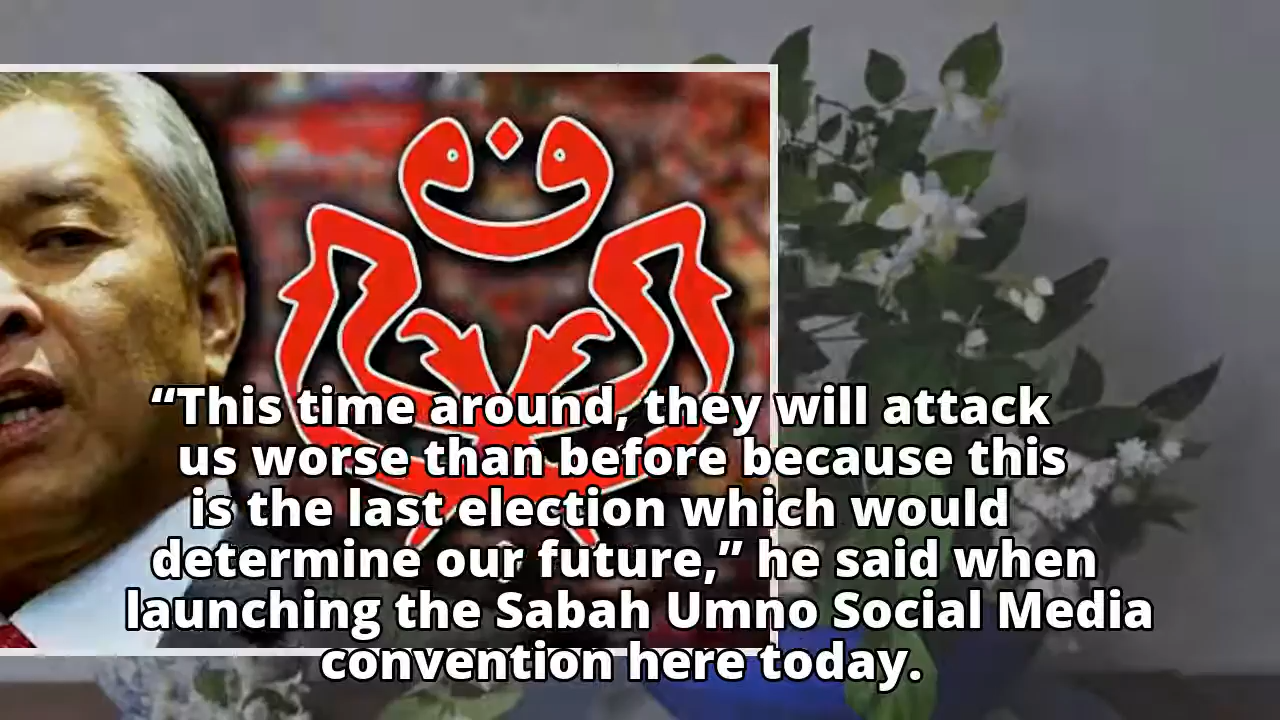 “This time around, they will attack
us worse than before because this
is the last election which would
determine our future,” he said when
launching the Sabah Umno Social Media
convention here today.